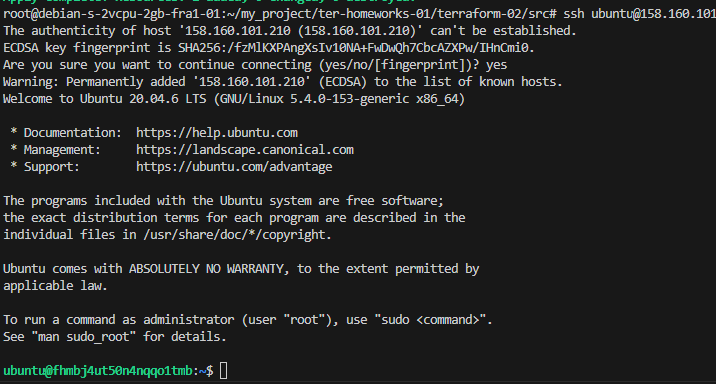 root@debian-s-2vcpu-2gb-fra1-01:~/my_project/ter-homeworks-01/terraform-02/src# ssh ubuntu@158.160.101
The authenticity of host '158.160.101.210 (158.160.101.210)' can't be established.
ECDSA key fingerprint is SHA256:/fzMlKXPAngXsIv10NA+FwDwQh7CbcAZXPw/IHnCmi0.
Are you sure you want to continue connecting (yes/no/[fingerprint])? yes
Warning: Permanently added '158.160.101.210' (ECDSA) to the list of known hosts.
Welcome to Ubuntu 20.04.6 LTS (GNU/Linux 5.4.0-153-generic x86_64)

 * Documentation:  https://help.ubuntu.com
 * Management:     https://landscape.canonical.com
 * Support:        https://ubuntu.com/advantage

The programs included with the Ubuntu system are free software;
the exact distribution terms for each program are described in the
individual files in /usr/share/doc/*/copyright.

Ubuntu comes with ABSOLUTELY NO WARRANTY, to the extent permitted by
applicable law.

To run a command as administrator (user "root"), use "sudo <command>".
See "man sudo_root" for details.

ubuntu@fhmbj4ut50n4nqqo1tmb:~$